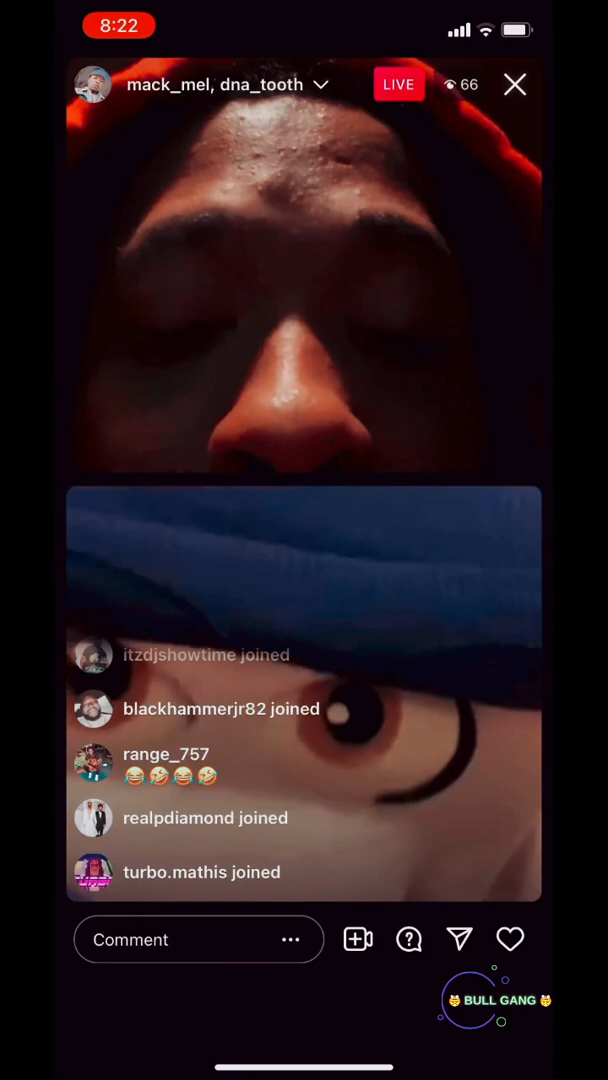 8:22
mack_mel, dna_tooth
LIVE
66
itzdjshowtime joined
blackhammerjr82 joined
range_757
😂🤣😂🤣
realpdiamond joined
turbo.mathis joined
Comment
BULL GANG